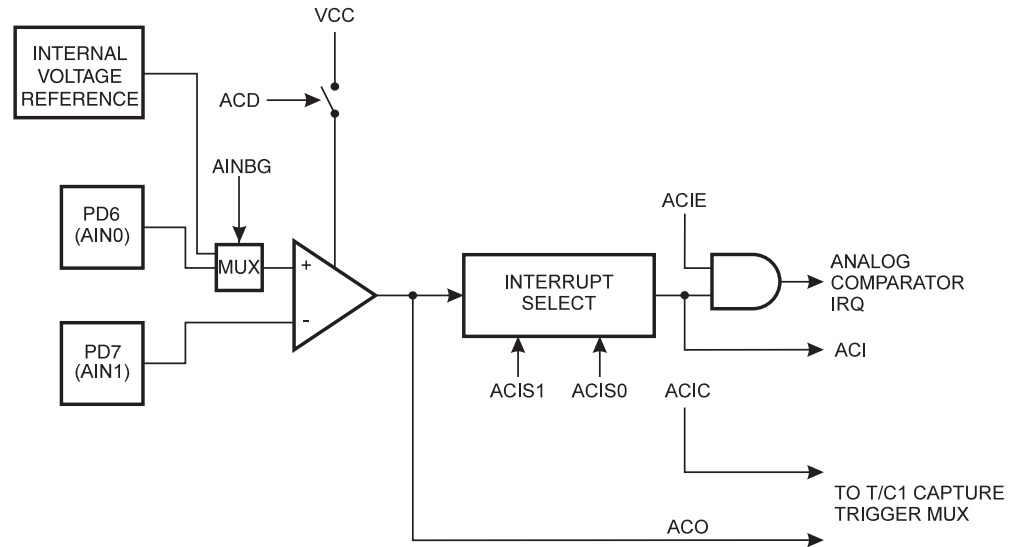 VCC
INTERNAL
VOLTAGE
REFERENCE
ACD
AINBG
PD6
(AIN0)
MUX
+
-
PD7
(AIN1)
INTERRUPT
SELECT
ACIS1
ACIS0
ACIE
ANALOG
COMPARATOR
IRQ
ACI
ACIC
TO T/C1 CAPTURE
TRIGGER MUX
ACO